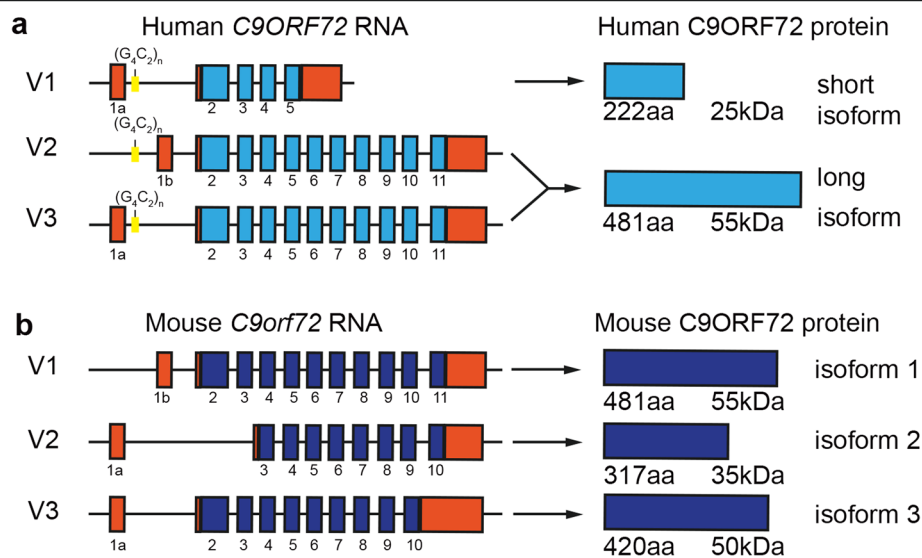 a Human C9ORF72 RNA Human C9ORF72 protein
(G4C2)n
V1 short
1a 2 3 4 5
222aa 25kDa isoform
(G4C2)n
V2
1b 2 3 4 5 6 7 8 9 10 11
long
(G4C2)n
V3 481aa 55kDa isoform
1a 2 3 4 5 6 7 8 9 10 11
b Mouse C9orf72 RNA Mouse C9ORF72 protein
V1 isoform 1
1b 2 3 4 5 6 7 8 9 10 11
481aa 55kDa
V2 isoform 2
1a 3 4 5 6 7 8 9 10
317aa 35kDa
V3 isoform 3
1a 2 3 4 5 6 7 8 9 10
420aa 50kDa